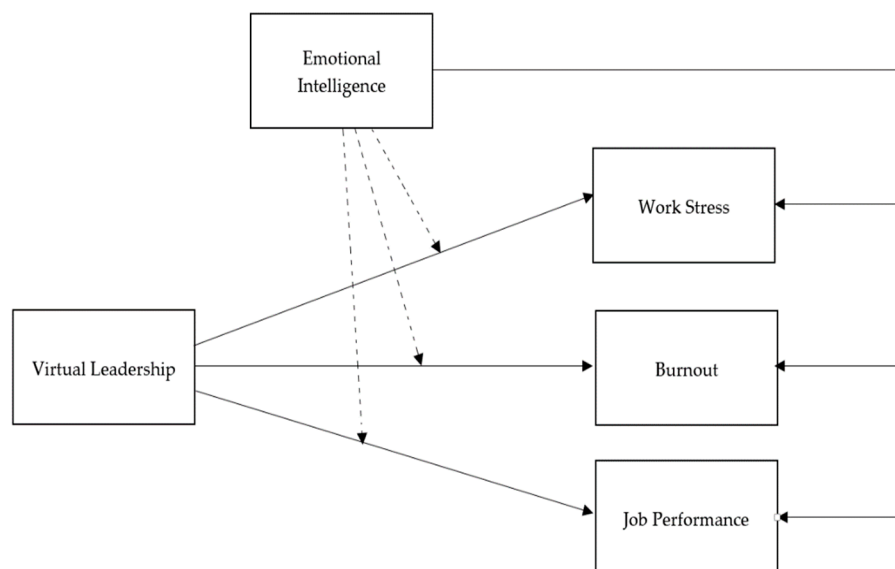 Emotional
Intelligence
Work Stress
Virtual Leadership
Burnout
Job Performance